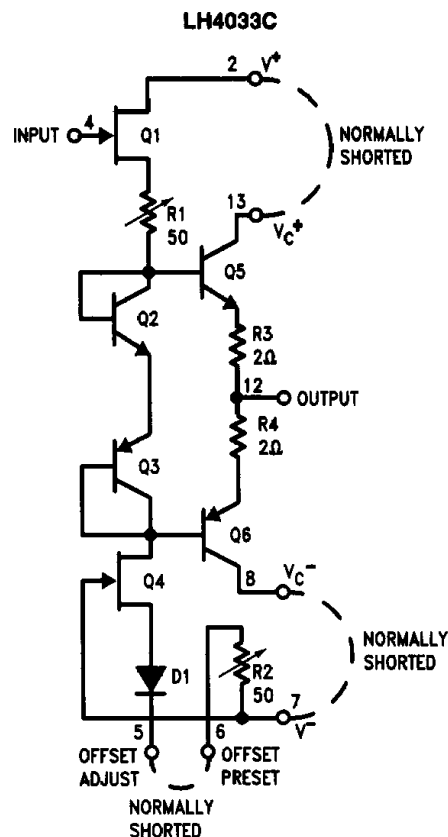 LH4033C
2
V+
INPUT
4
Q1
NORMALLY
SHORTED
R1
50
13
VC+
Q5
Q2
R3
2Ω
12
OUTPUT
R4
2Ω
Q3
Q6
Q4
8
VC−
D1
R2
50
NORMALLY
SHORTED
7
V−
5
6
OFFSET
ADJUST
OFFSET
PRESET
NORMALLY
SHORTED